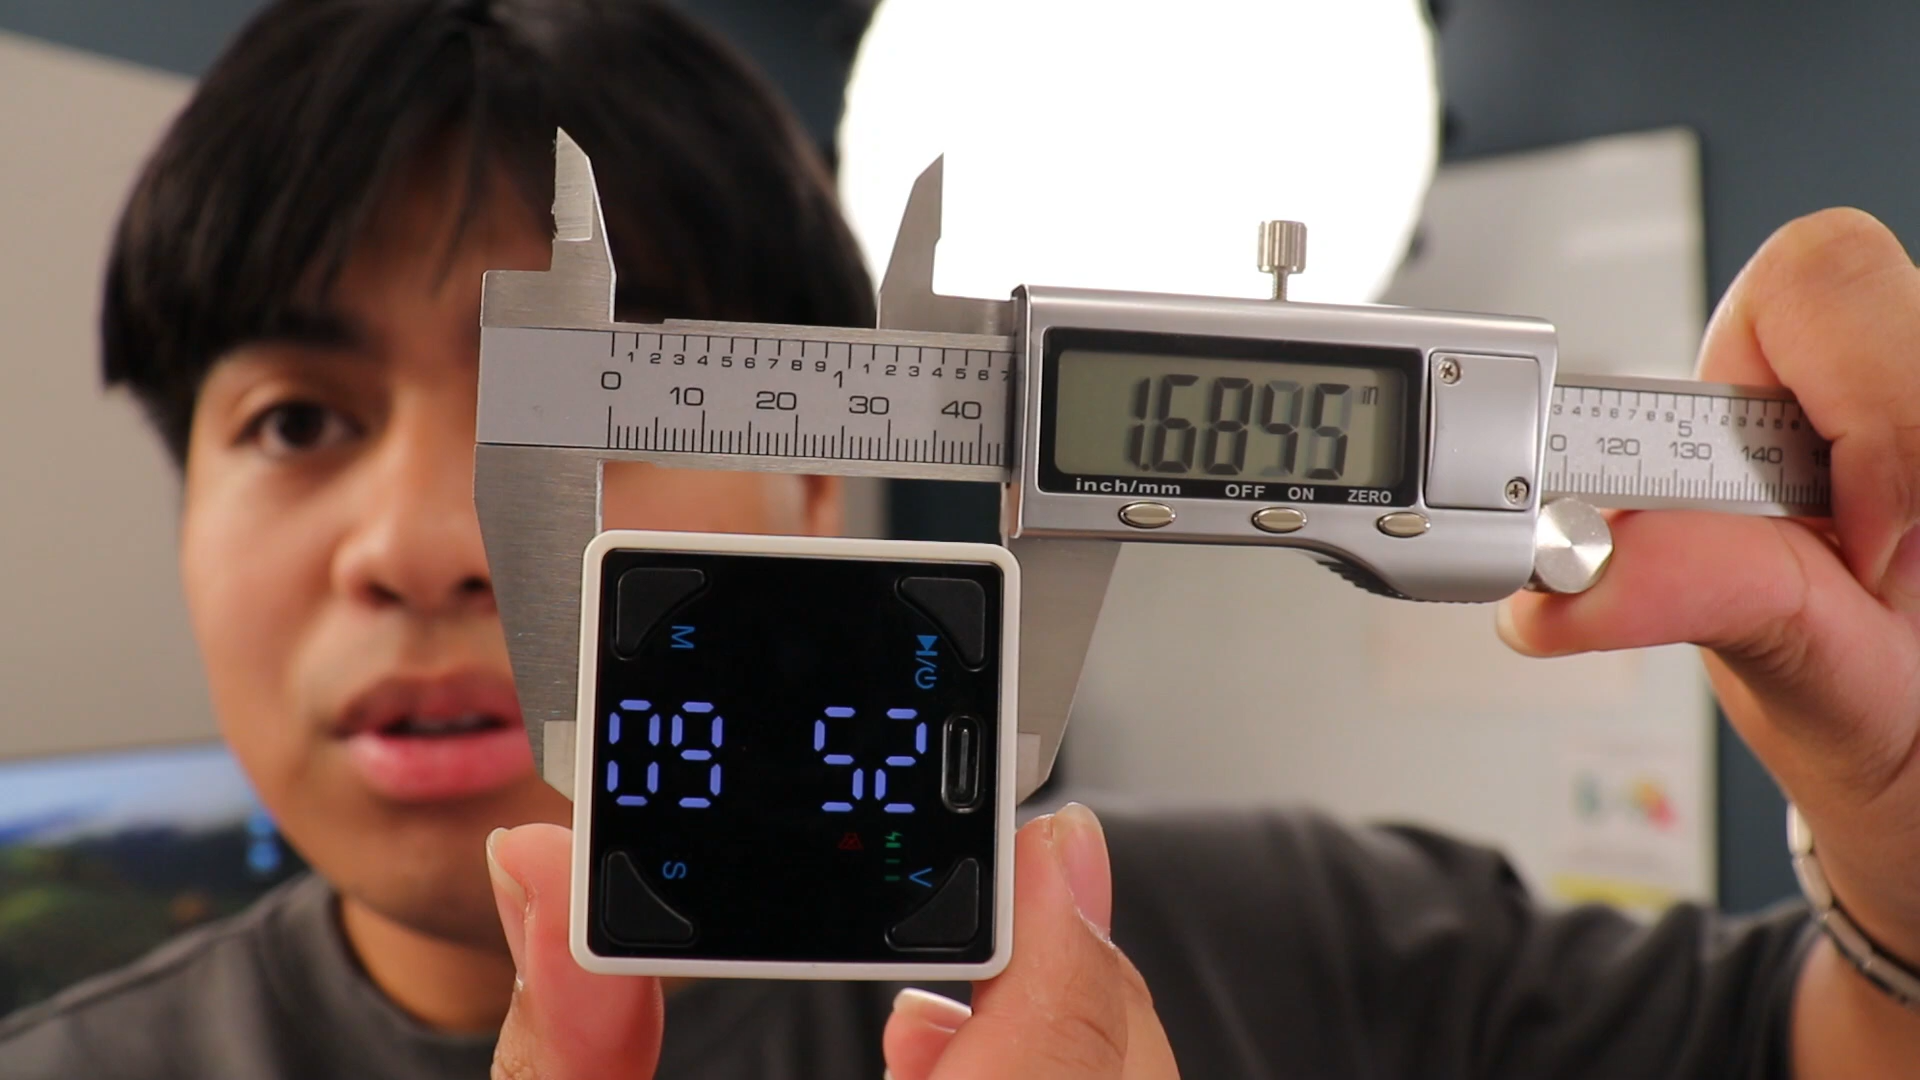 1 2 3 4 5 6 7 8 9 1 1 2 3 4 5 6 7
0 10 20 30 40
1.6895 in
inch/mm OFF ON ZERO
3 4 5 6 7 8 9 5 1 2 3 4 5 6
0 120 130 140 15
M
09 52
S V